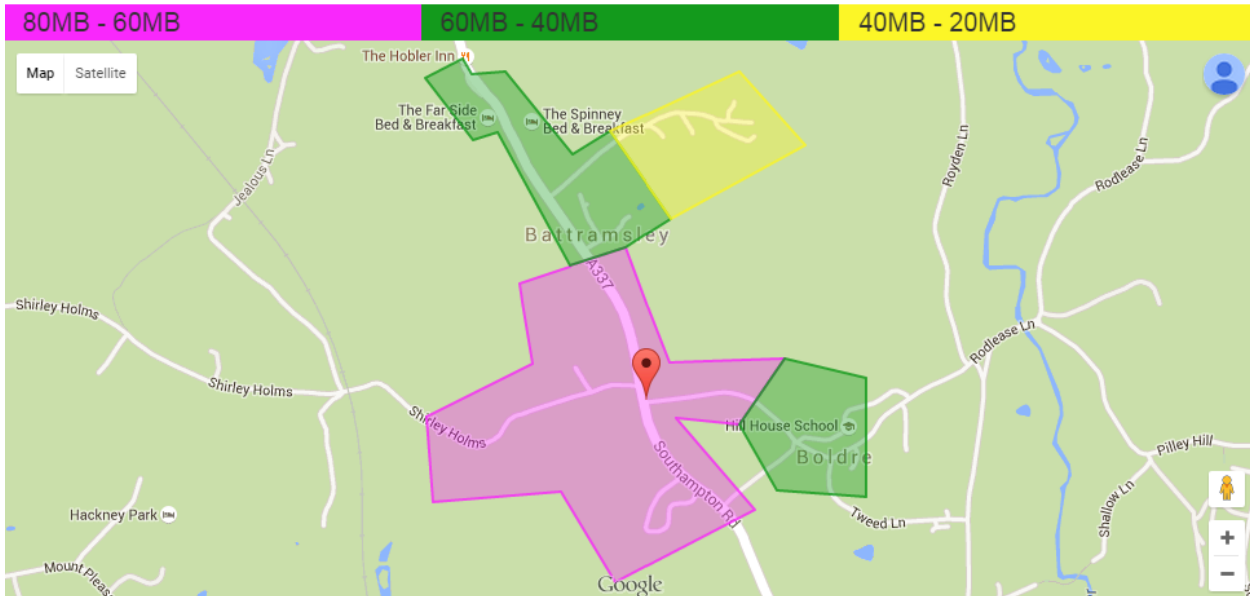 80MB - 60MB
60MB - 40MB
40MB - 20MB
Map
Satellite
The Hobler Inn
The Far Side
Bed & Breakfast
The Spinney
Bed & Breakfast
Jealous Ln
Royden Ln
Rodlease Ln
Battramsley
A337
Shirley Holms
Rodlease Ln
Shirley Holms
Shirley Holms
Hill House School
Southampton Rd
Boldre
Pilley Hill
Shallow Ln
Hackney Park
Tweed Ln
Mount Pleas
Google
+
−